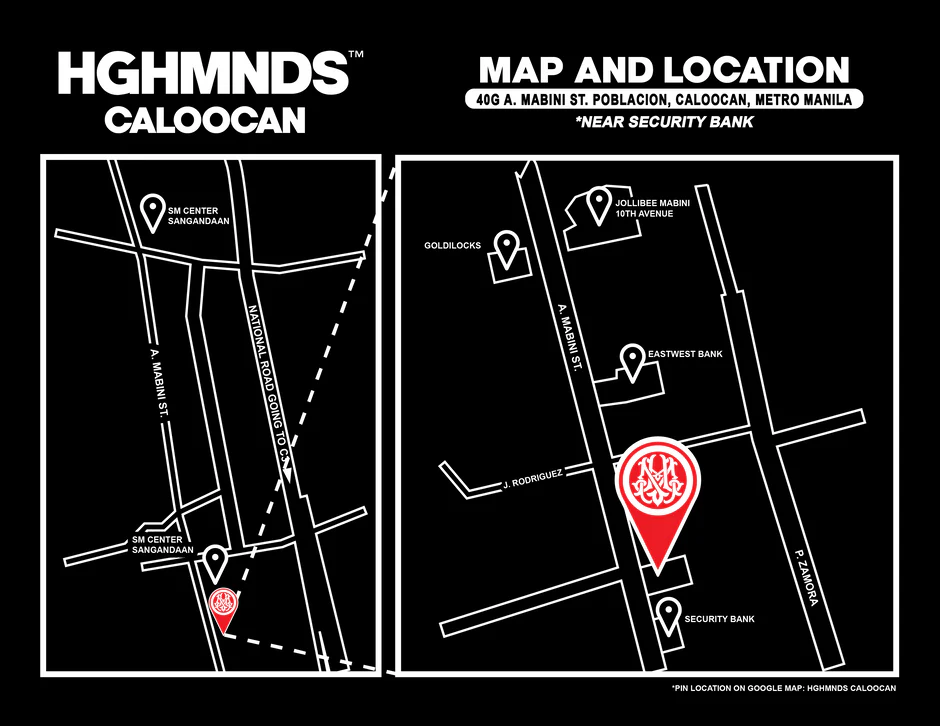 HGHMNDS™
CALOOCAN
MAP AND LOCATION
40G A. MABINI ST. POBLACION, CALOOCAN, METRO MANILA
*NEAR SECURITY BANK
SM CENTER
SANGANDAAN
A. MABINI ST.
NATIONAL ROAD GOING TO C3
SM CENTER
SANGANDAAN
JOLLIBEE MABINI
10TH AVENUE
GOLDILOCKS
A. MABINI ST.
EASTWEST BANK
J. RODRIGUEZ
P. ZAMORA
SECURITY BANK
*PIN LOCATION ON GOOGLE MAP: HGHMNDS CALOOCAN